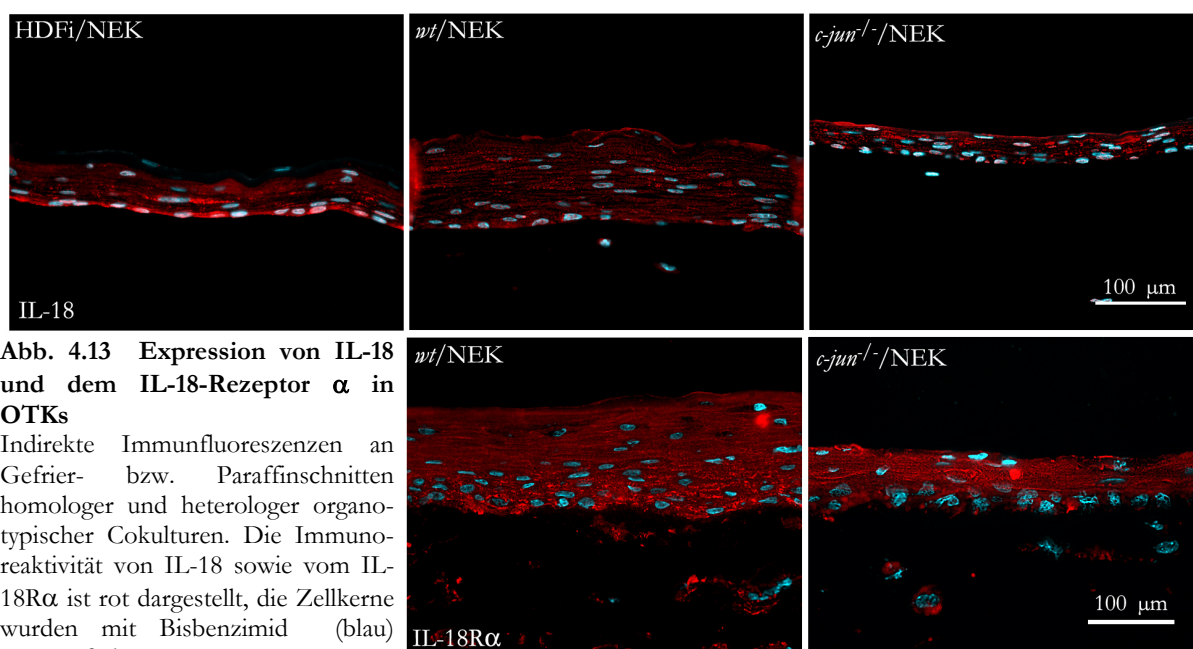 HDFi/NEK
wt/NEK
c-jun-/-/NEK
100 µm
IL-18
Abb. 4.13 Expression von IL-18
und dem IL-18-Rezeptor α in
OTKs
Indirekte Immunfluoreszenzen an
Gefrier- bzw. Paraffinschnitten
homologer und heterologer organo-
typischer Cokulturen. Die Immuno-
reaktivität von IL-18 sowie vom IL-
18Rα ist rot dargestellt, die Zellkerne
wurden mit Bisbenzimid (blau)
wt/NEK
c-jun-/-/NEK
100 µm
IL-18Rα